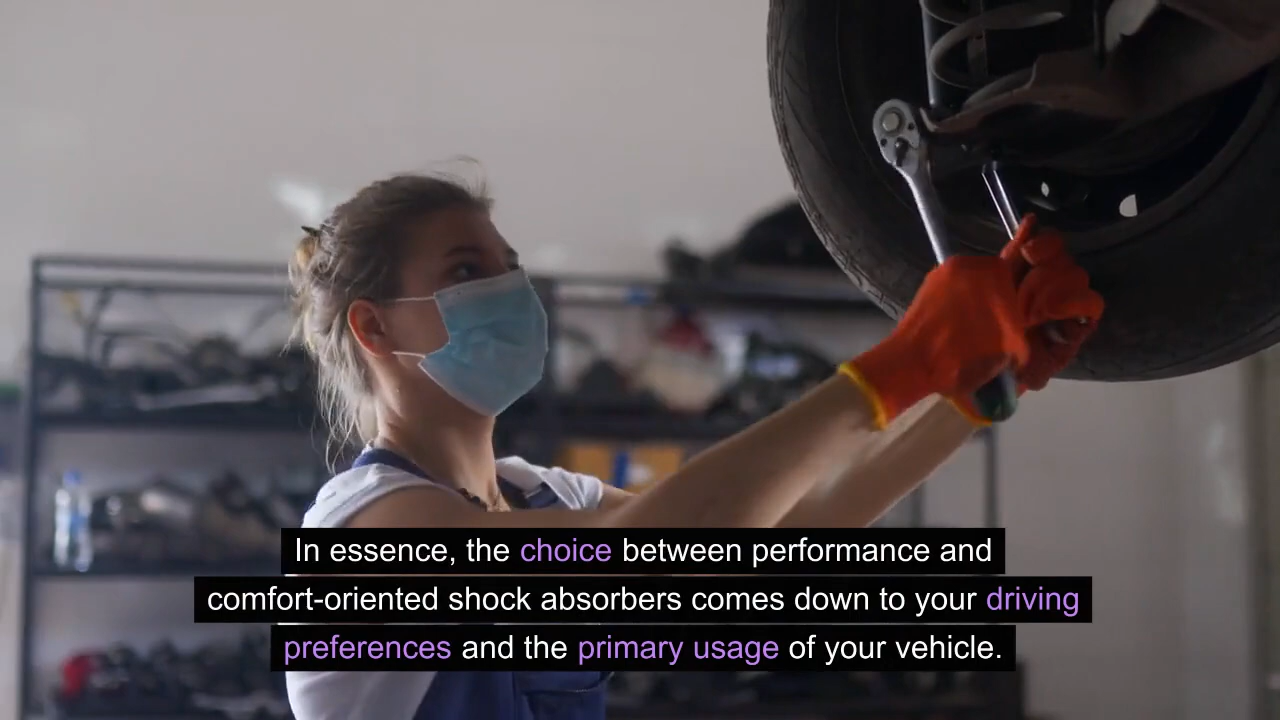 In essence, the choice between performance and
comfort-oriented shock absorbers comes down to your driving
preferences and the primary usage of your vehicle.